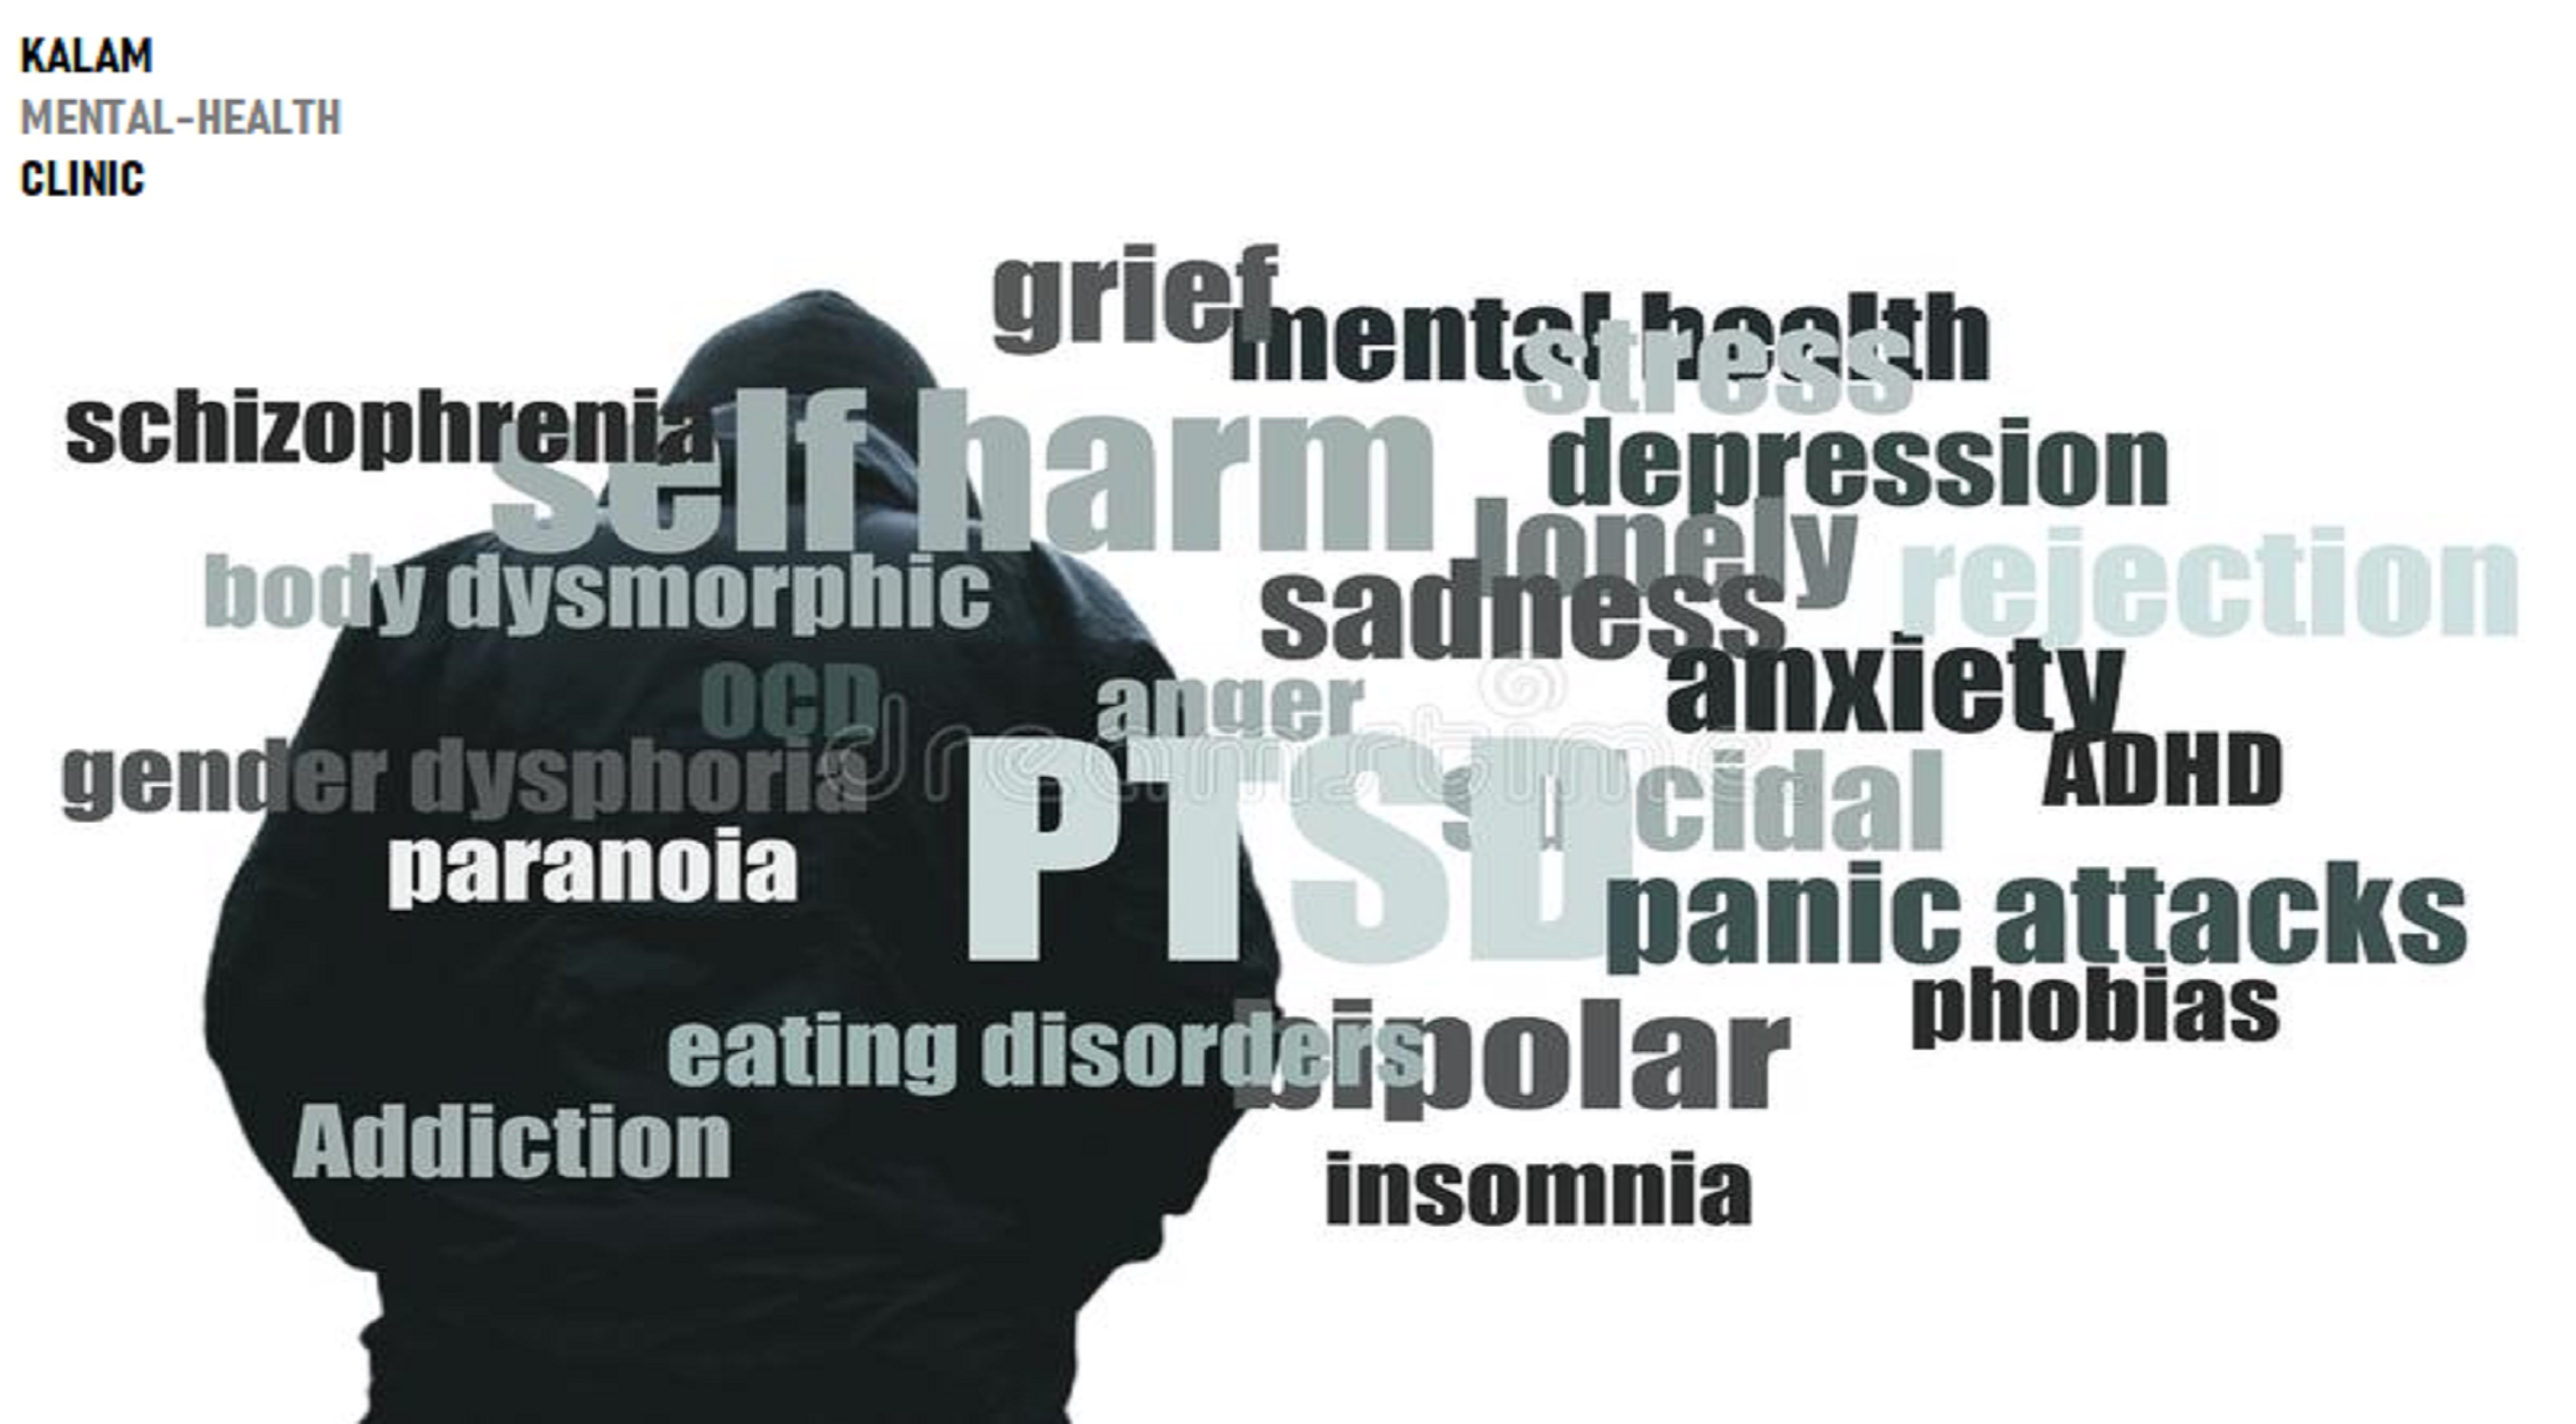 KALAM
MENTAL-HEALTH
CLINIC
grief
mental health
stress
schizophrenia
self harm
depression
lonely
rejection
body dysmorphic
sadness
OCD
anger
anxiety
gender dysphoria
dreamstime
PTSD
suicidal
ADHD
paranoia
panic attacks
phobias
eating disorders
bipolar
Addiction
insomnia